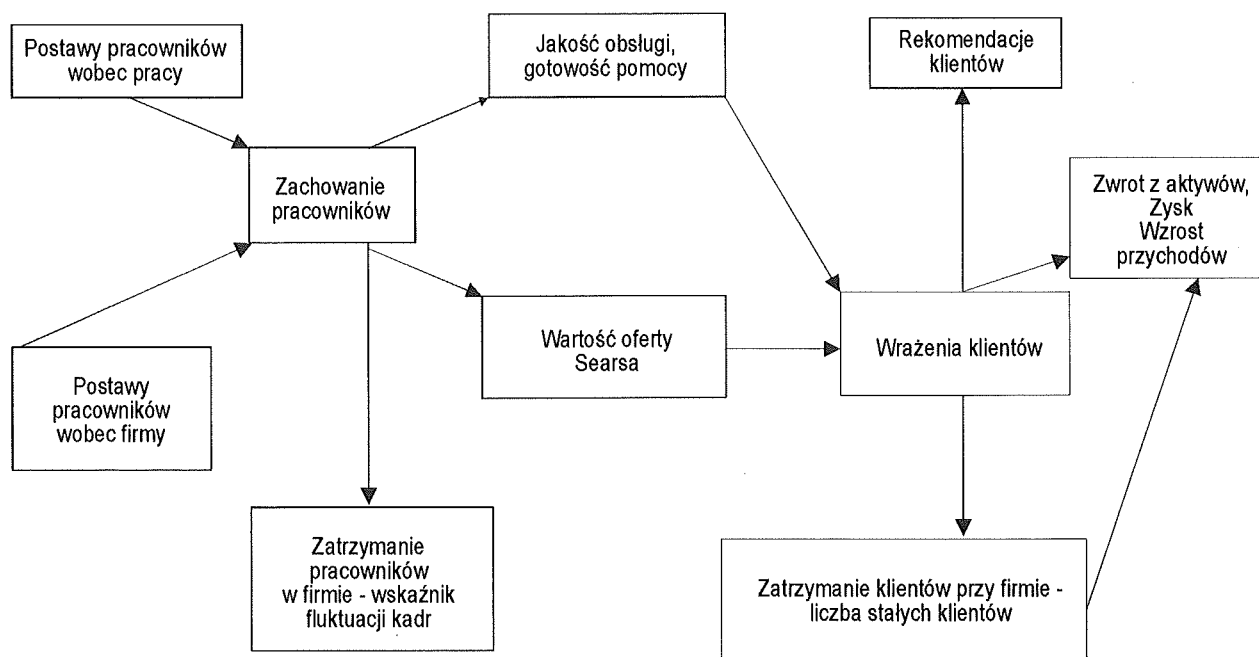 Postawy pracowników
wobec pracy
Jakość obsługi,
gotowość pomocy
Rekomendacje
klientów
Zachowanie
pracowników
Zwrot z aktywów,
Zysk
Wzrost
przychodów
Postawy
pracowników
wobec firmy
Wartość oferty
Searsa
Wrażenia klientów
Zatrzymanie
pracowników
w firmie - wskaźnik
fluktuacji kadr
Zatrzymanie klientów przy firmie -
liczba stałych klientów